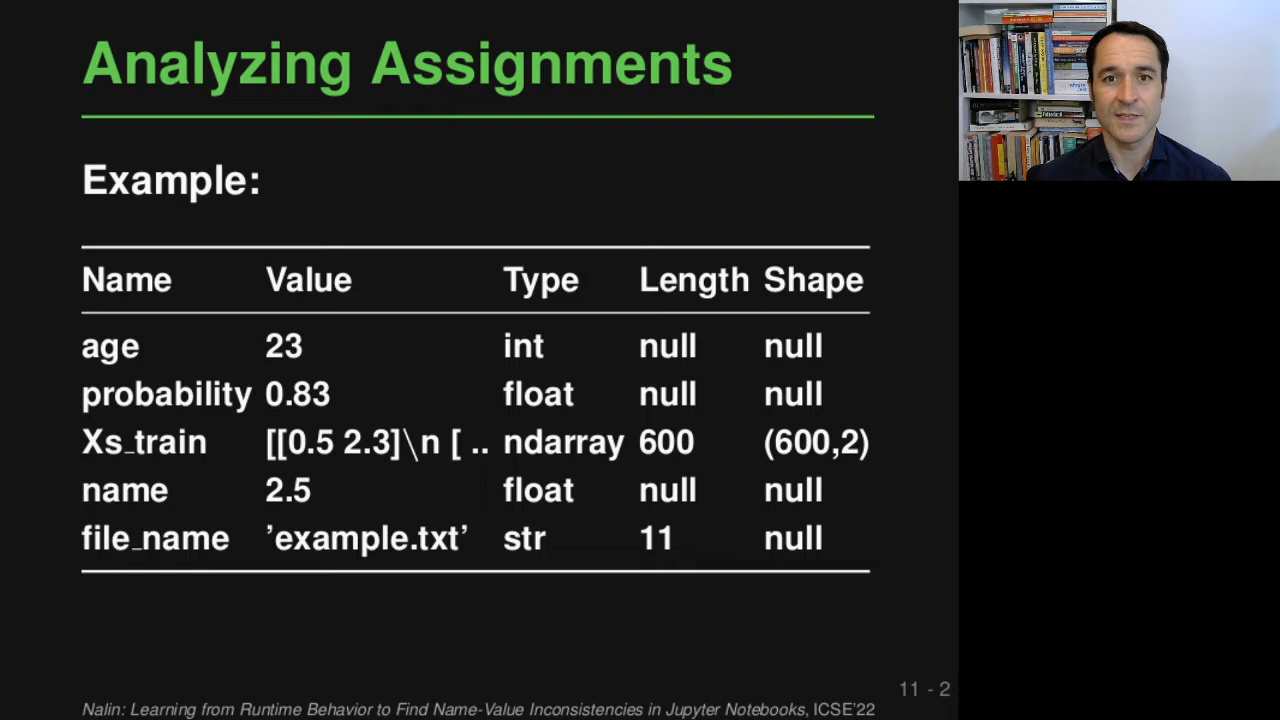 Analyzing Assignments
Example:
Name Value Type Length Shape
age 23 int null null
probability 0.83 float null null
Xs_train [[0.5 2.3]\n [ .. ndarray 600 (600,2)
name 2.5 float null null
file_name ’example.txt’ str 11 null
11 - 2
Nalin: Learning from Runtime Behavior to Find Name-Value Inconsistencies in Jupyter Notebooks, ICSE’22